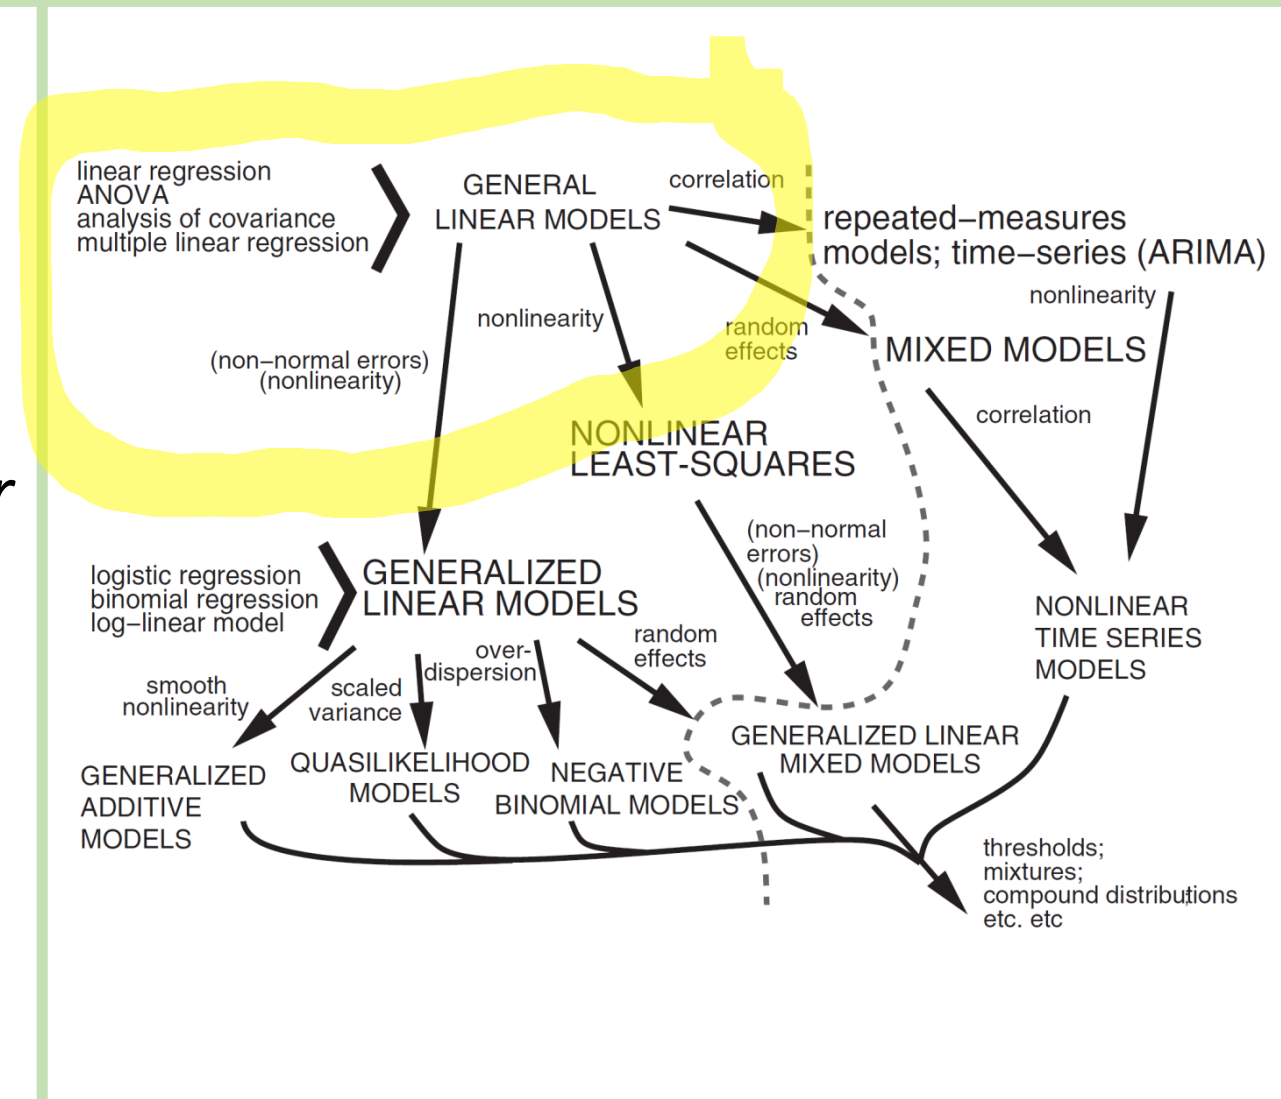 linear regression
ANOVA
analysis of covariance
multiple linear regression
GENERAL
LINEAR MODELS
correlation
repeated−measures
models; time−series (ARIMA)
nonlinearity
nonlinearity
random
effects
MIXED MODELS
(non−normal errors)
(nonlinearity)
correlation
NONLINEAR
LEAST-SQUARES
r
(non−normal
errors)
(nonlinearity)
random
effects
logistic regression
binomial regression
log−linear model
GENERALIZED
LINEAR MODELS
NONLINEAR
TIME SERIES
MODELS
random
effects
over-
dispersion
scaled
variance
smooth
nonlinearity
GENERALIZED
ADDITIVE
MODELS
QUASILIKELIHOOD
MODELS
NEGATIVE
BINOMIAL MODELS
GENERALIZED LINEAR
MIXED MODELS
thresholds;
mixtures;
compound distributions
etc. etc